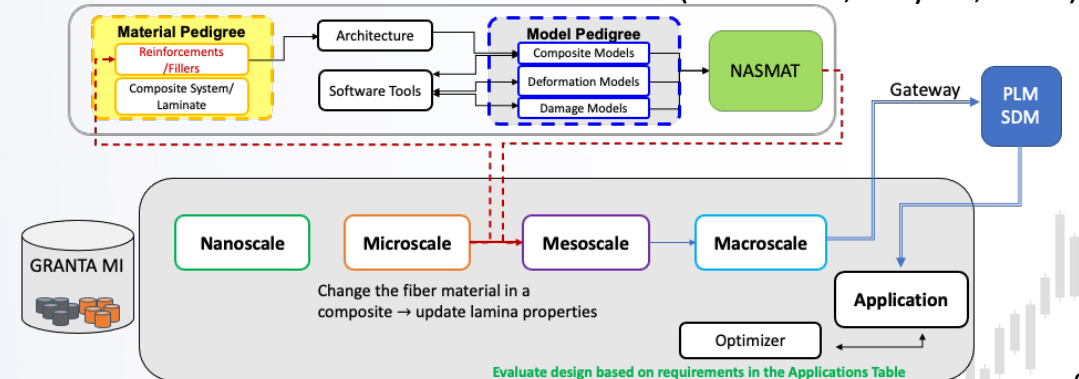 Material Pedigree
Reinforcements
/Fillers
Composite System/
Laminate
Architecture
Software Tools
Model Pedigree
Composite Models
Deformation Models
Damage Models
NASMAT
Gateway
PLM
SDM
GRANTA MI
Nanoscale
Microscale
Mesoscale
Macroscale
Change the fiber material in a
composite → update lamina properties
Application
Optimizer
Evaluate design based on requirements in the Applications Table